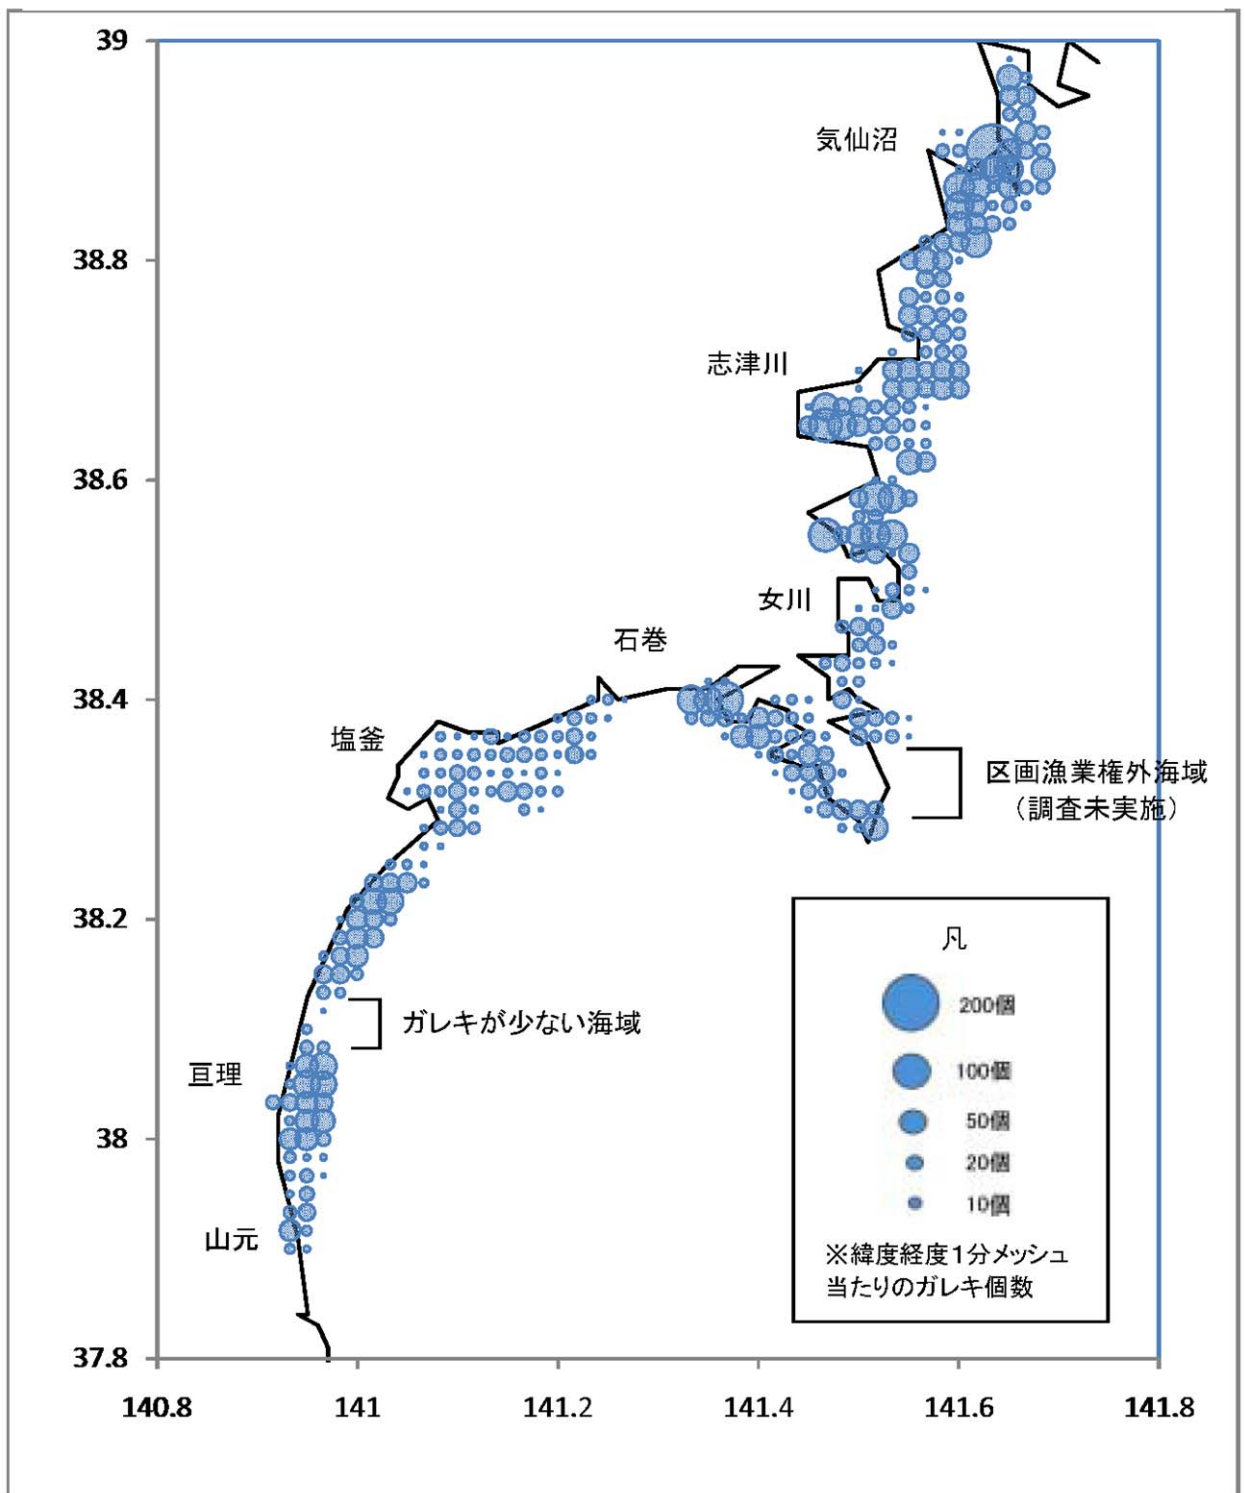 39
気仙沼
38.8
志津川
38.6
女川
石巻
38.4
塩釜
区画漁業権外海域
（調査未実施）
38.2
凡
200個
ガレキが少ない海域
亘理
100個
50個
38
20個
10個
山元
※緯度経度1分メッシュ
当たりのガレキ個数
37.8
140.8
141
141.2
141.4
141.6
141.8